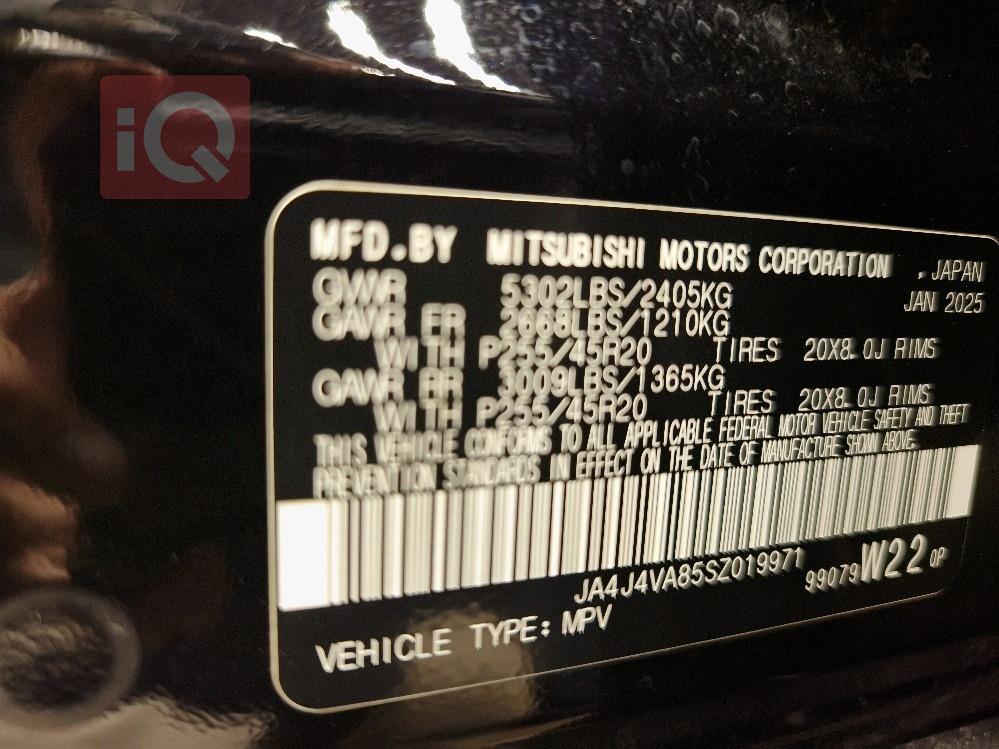 iQ
MFD.BY MITSUBISHI MOTORS CORPORATION , JAPAN
GVWR 5302LBS/2405KG JAN 2025
GAWR FR 2668LBS/1210KG
WITH P255/45R20 TIRES 20X8.0J RIMS
GAWR RR 3009LBS/1365KG
WITH P255/45R20 TIRES 20X8.0J RIMS
THIS VEHICLE CONFORMS TO ALL APPLICABLE FEDERAL MOTOR VEHICLE SAFETY AND THEFT
PREVENTION STANDARDS IN EFFECT ON THE DATE OF MANUFACTURE SHOWN ABOVE.
JA4J4VA85SZ019971 99079W22 0P
VEHICLE TYPE: MPV